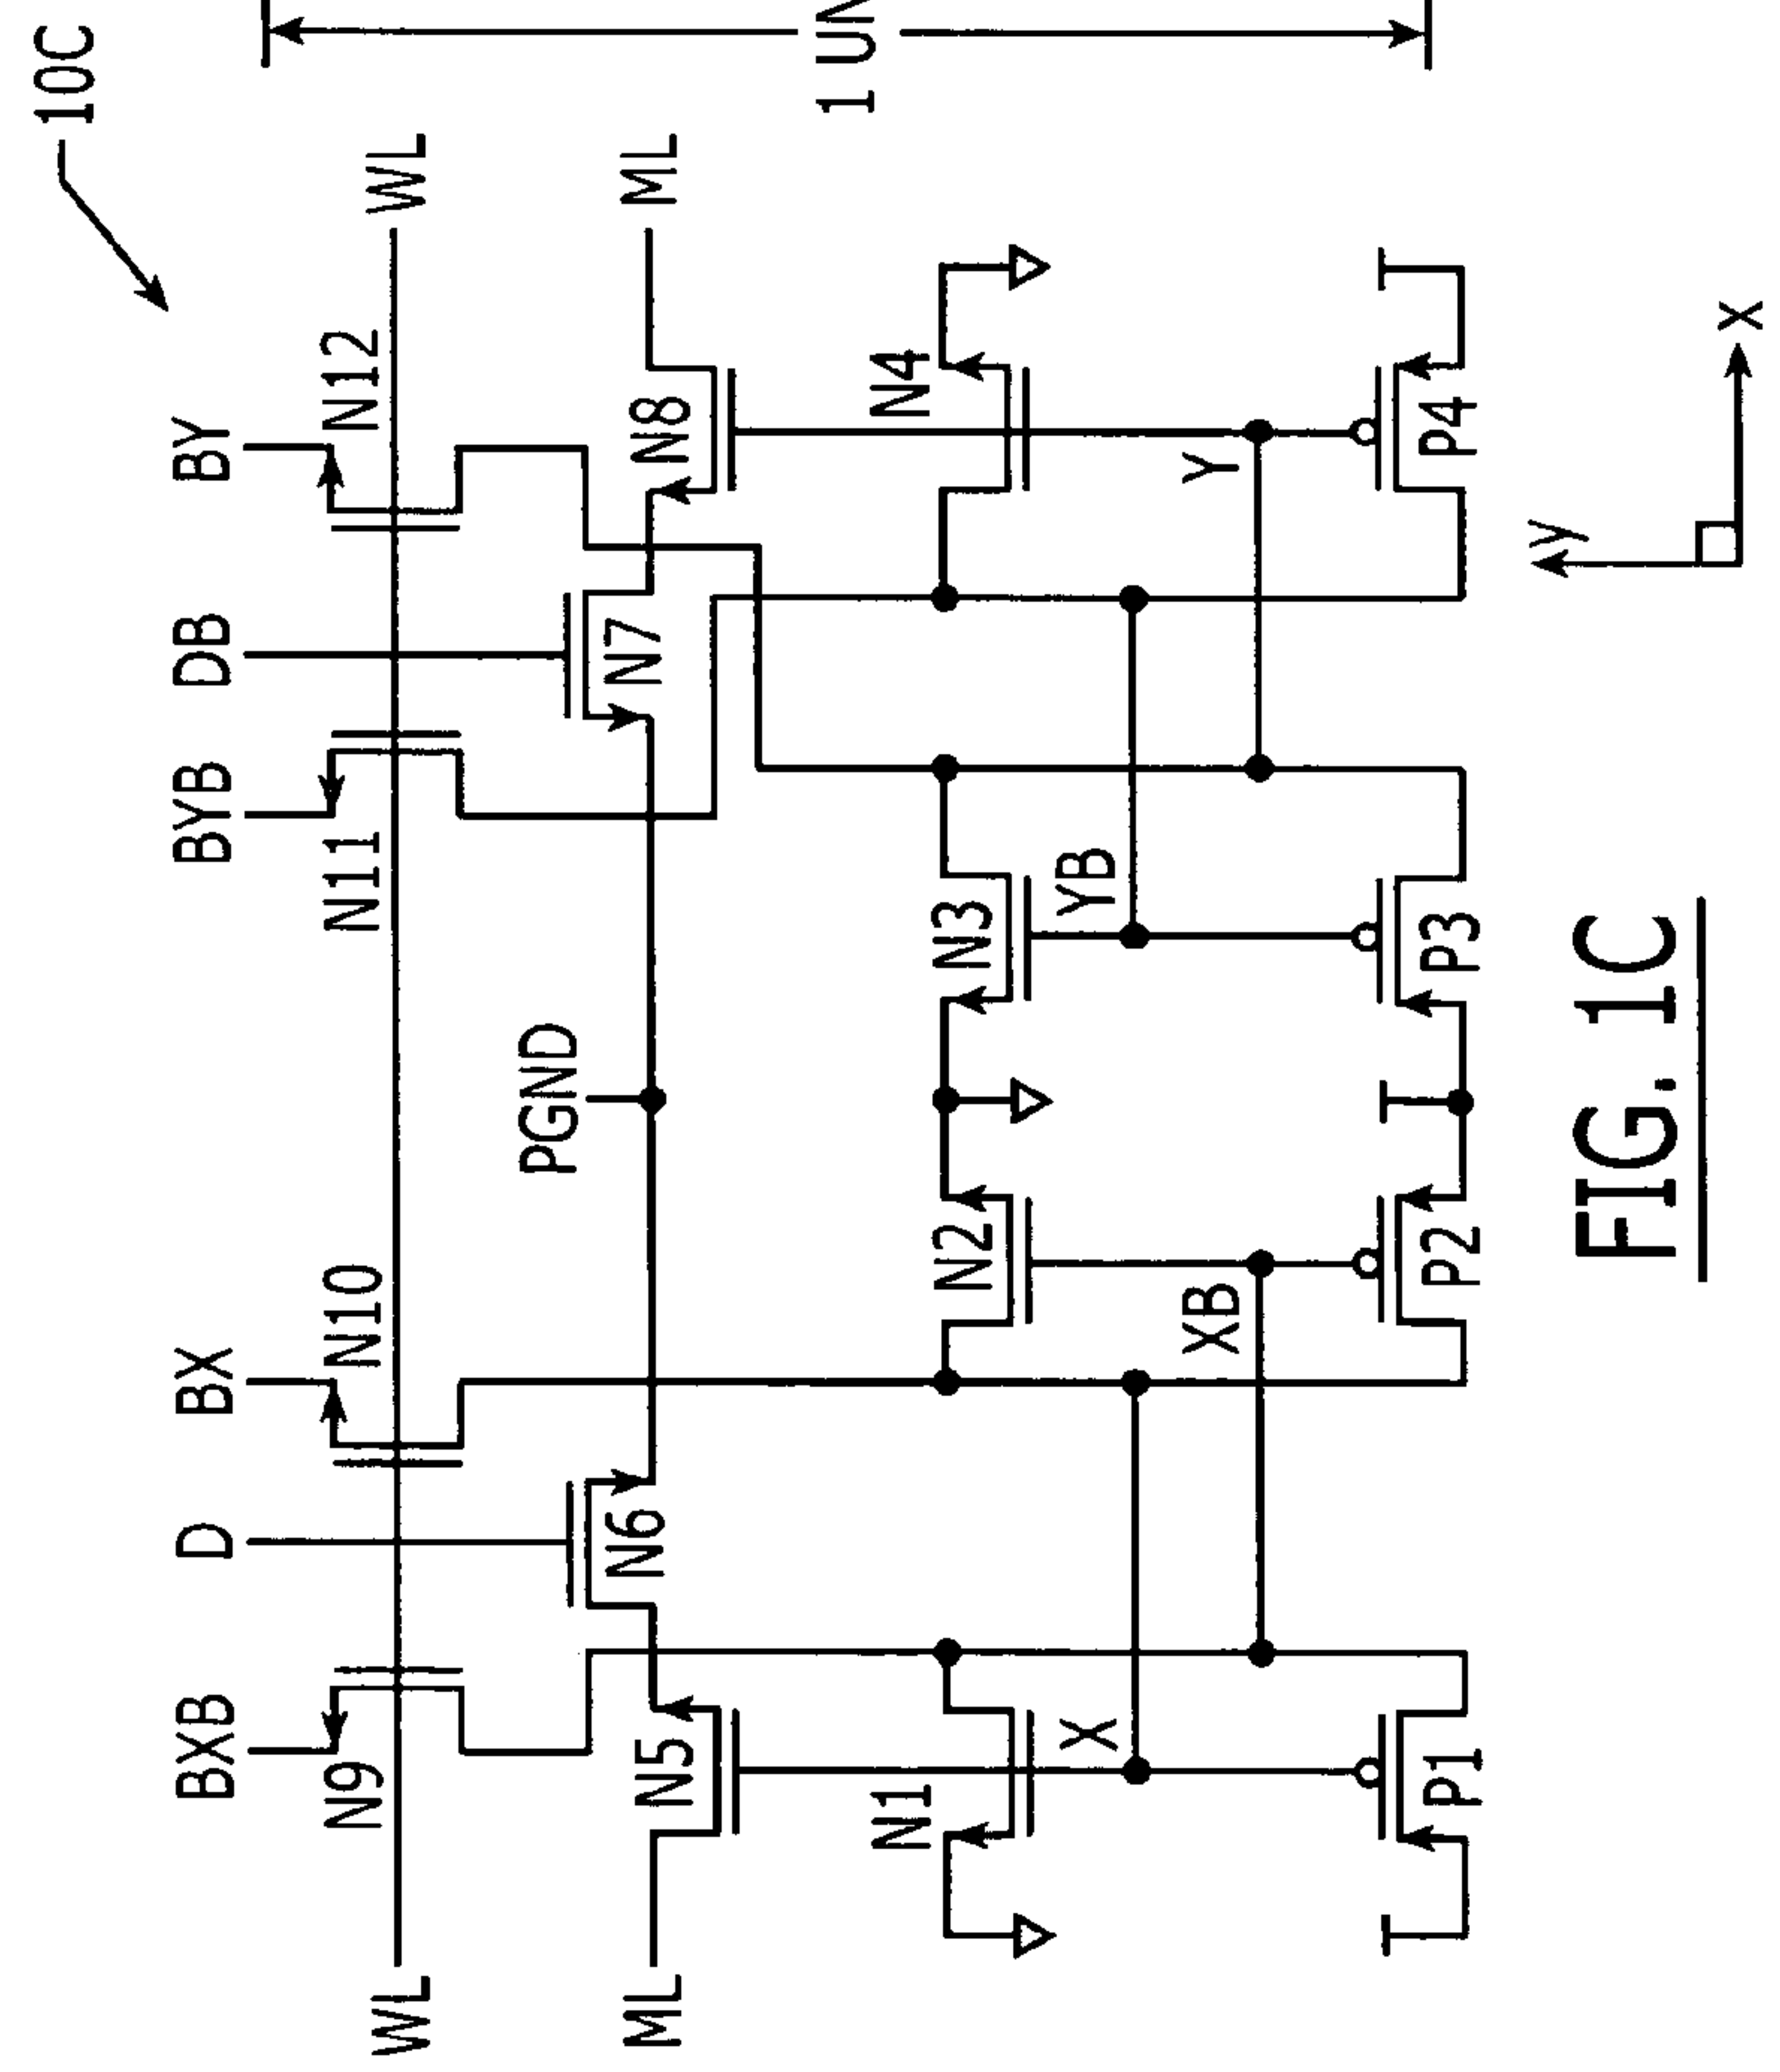 10C
BXB
D
BX
BYB
DB
BY
N9
N10
N11
N12
WL
WL
PGND
N6
N7
ML
N5
N8
ML
N1
N2
N3
N4
X
YB
XB
Y
P1
P2
P3
P4
1 UN
y
x
FIG. 1C